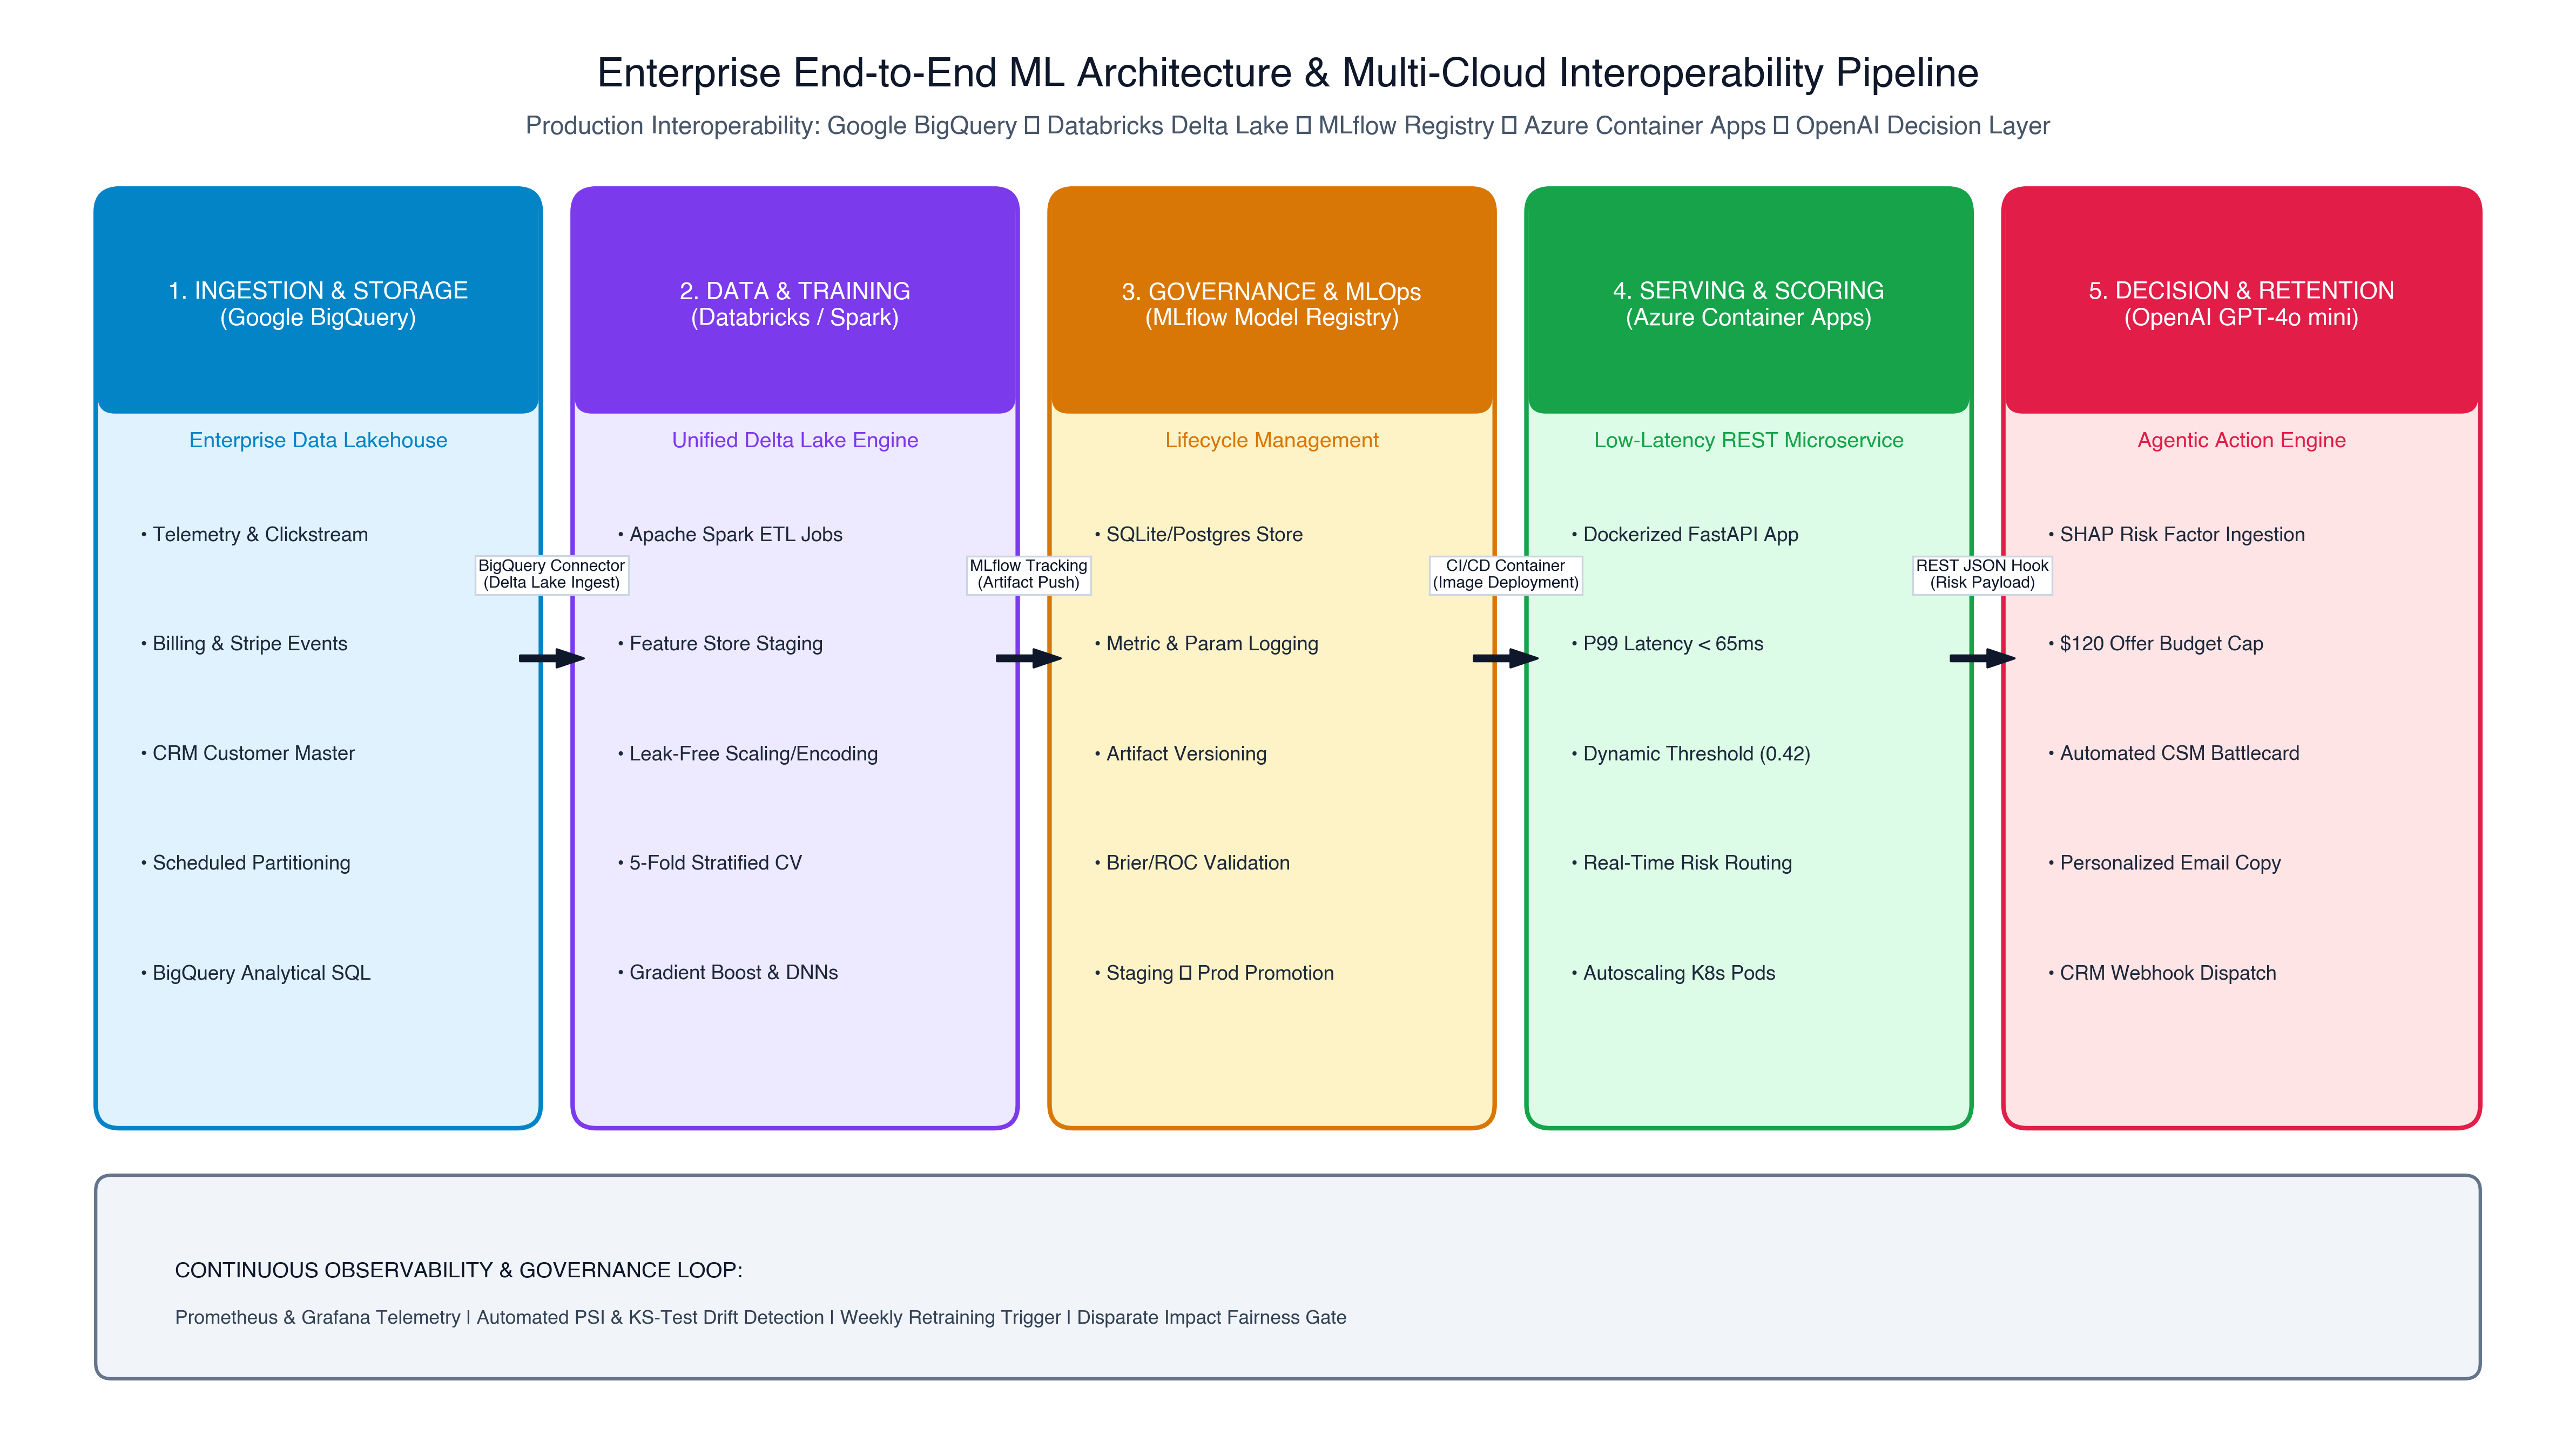 Enterprise End-to-End ML Architecture & Multi-Cloud Interoperability Pipeline
Production Interoperability: Google BigQuery ▯ Databricks Delta Lake ▯ MLflow Registry ▯ Azure Container Apps ▯ OpenAI Decision Layer
1. INGESTION & STORAGE
(Google BigQuery)
Enterprise Data Lakehouse
• Telemetry & Clickstream
• Billing & Stripe Events
• CRM Customer Master
• Scheduled Partitioning
• BigQuery Analytical SQL
BigQuery Connector
(Delta Lake Ingest)
2. DATA & TRAINING
(Databricks / Spark)
Unified Delta Lake Engine
• Apache Spark ETL Jobs
• Feature Store Staging
• Leak-Free Scaling/Encoding
• 5-Fold Stratified CV
• Gradient Boost & DNNs
MLflow Tracking
(Artifact Push)
3. GOVERNANCE & MLOps
(MLflow Model Registry)
Lifecycle Management
• SQLite/Postgres Store
• Metric & Param Logging
• Artifact Versioning
• Brier/ROC Validation
• Staging ▯ Prod Promotion
CI/CD Container
(Image Deployment)
4. SERVING & SCORING
(Azure Container Apps)
Low-Latency REST Microservice
• Dockerized FastAPI App
• P99 Latency < 65ms
• Dynamic Threshold (0.42)
• Real-Time Risk Routing
• Autoscaling K8s Pods
REST JSON Hook
(Risk Payload)
5. DECISION & RETENTION
(OpenAI GPT-4o mini)
Agentic Action Engine
• SHAP Risk Factor Ingestion
• $120 Offer Budget Cap
• Automated CSM Battlecard
• Personalized Email Copy
• CRM Webhook Dispatch
CONTINUOUS OBSERVABILITY & GOVERNANCE LOOP:
Prometheus & Grafana Telemetry | Automated PSI & KS-Test Drift Detection | Weekly Retraining Trigger | Disparate Impact Fairness Gate